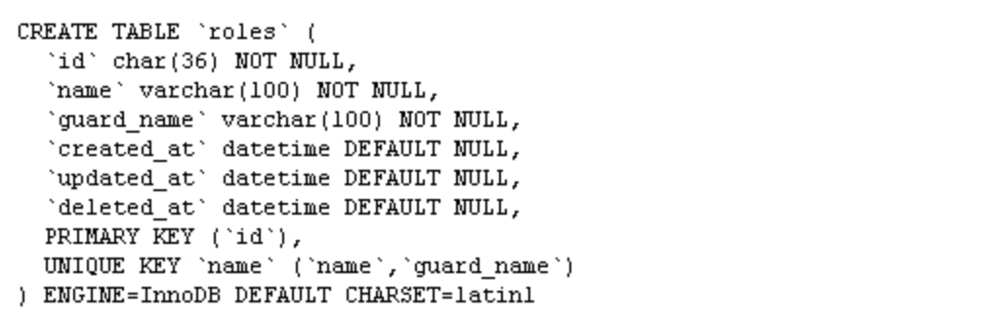 CREATE TABLE `roles` (
  `id` char(36) NOT NULL,
  `name` varchar(100) NOT NULL,
  `guard_name` varchar(100) NOT NULL,
  `created_at` datetime DEFAULT NULL,
  `updated_at` datetime DEFAULT NULL,
  `deleted_at` datetime DEFAULT NULL,
  PRIMARY KEY (`id`),
  UNIQUE KEY `name` (`name`,`guard_name`)
) ENGINE=InnoDB DEFAULT CHARSET=latin1